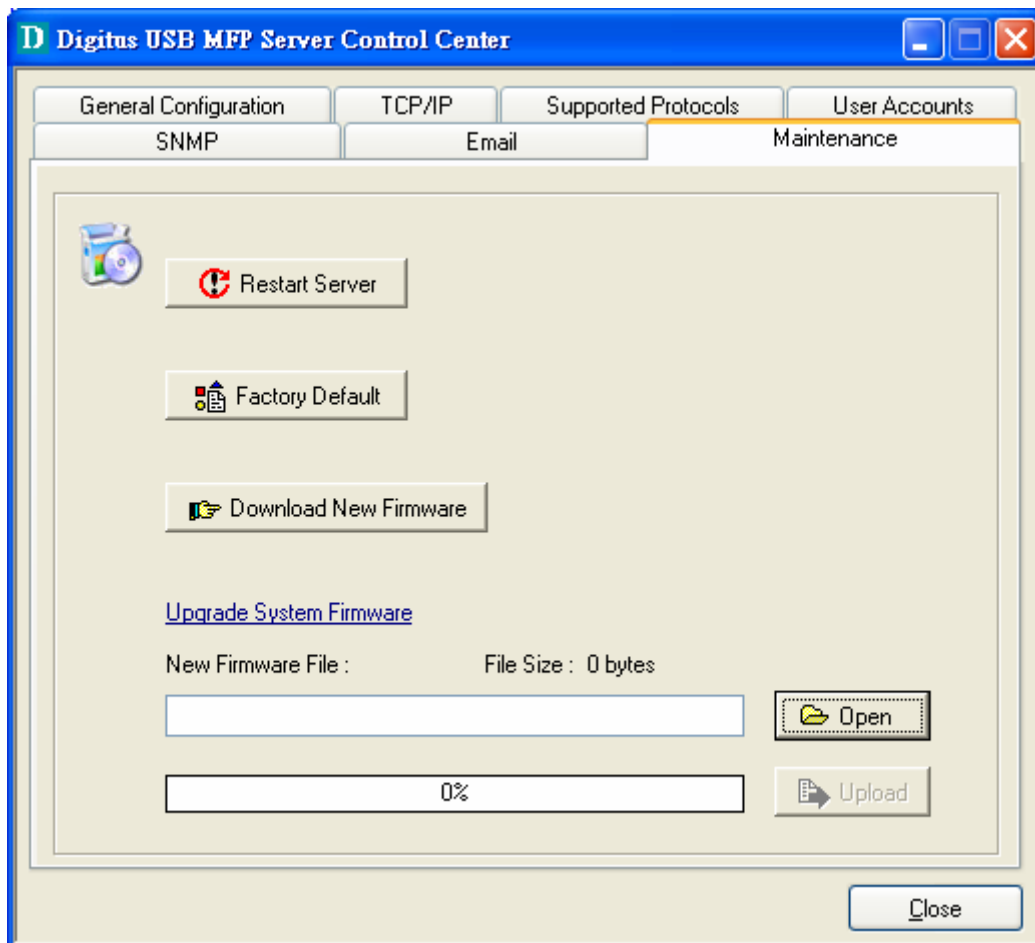 Digitus USB MFP Server Control Center
General Configuration TCP/IP Supported Protocols User Accounts
SNMP Email Maintenance
Restart Server
Factory Default
Download New Firmware
Upgrade System Firmware
New Firmware File : File Size : 0 bytes
Open
0% Upload
Close